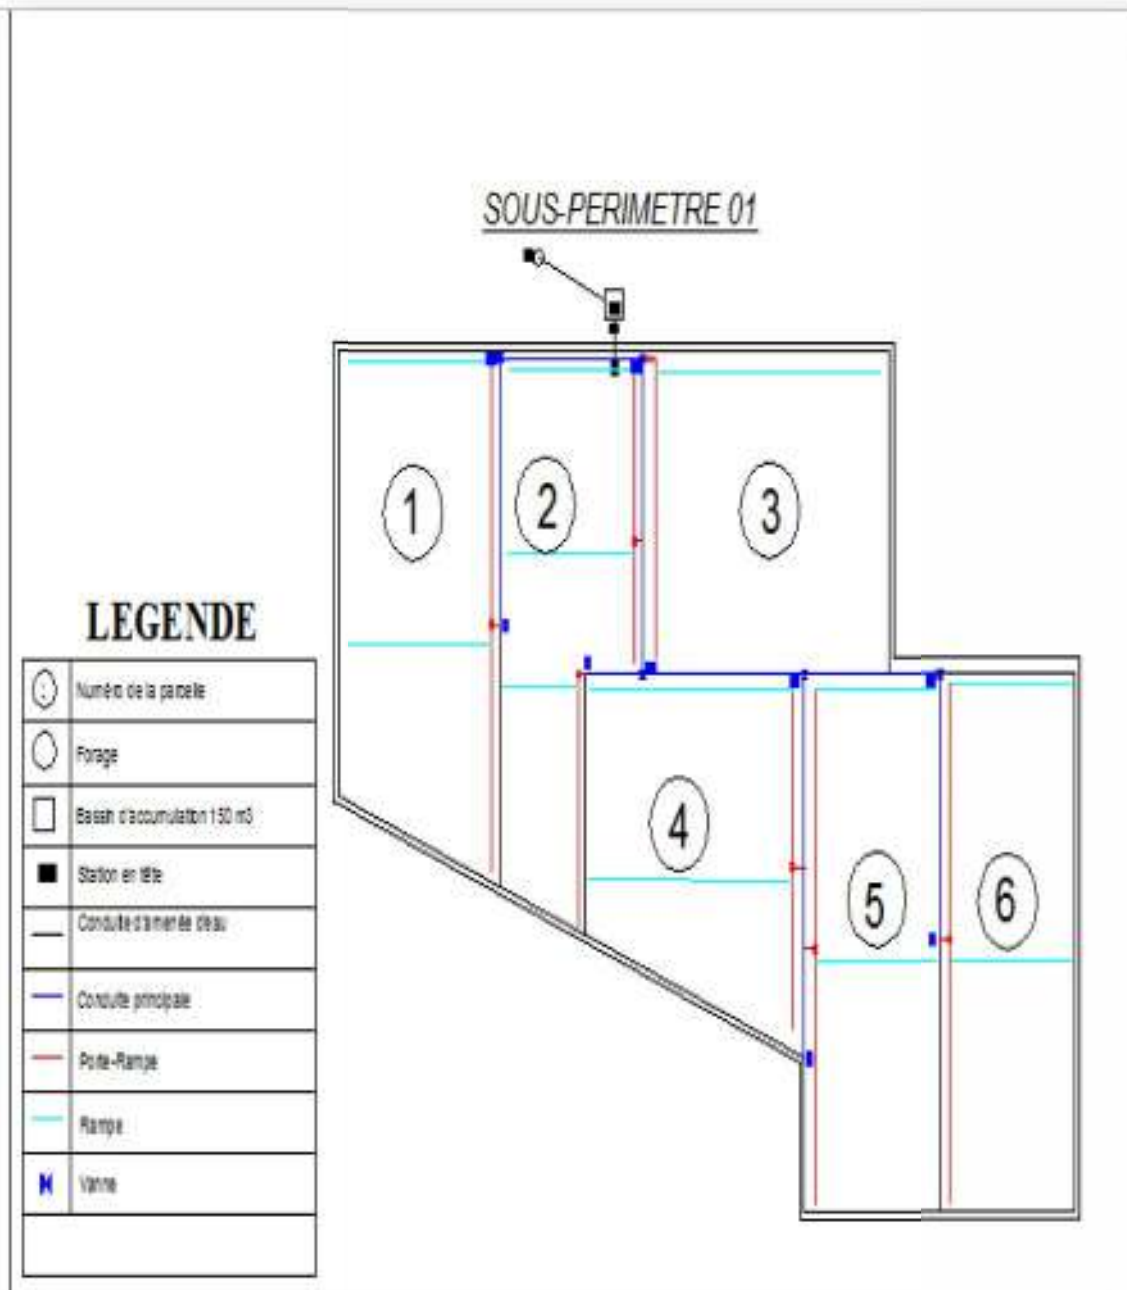 SOUS-PERIMETRE 01
1
2
3
4
5
6
LEGENDE
Numéro de la parcelle
Forage
Bassin d'accumulation 150 m3
Station en tête
Conduite d'amenée d'eau
Conduite principale
Porte-Rampe
Rampe
Vanne